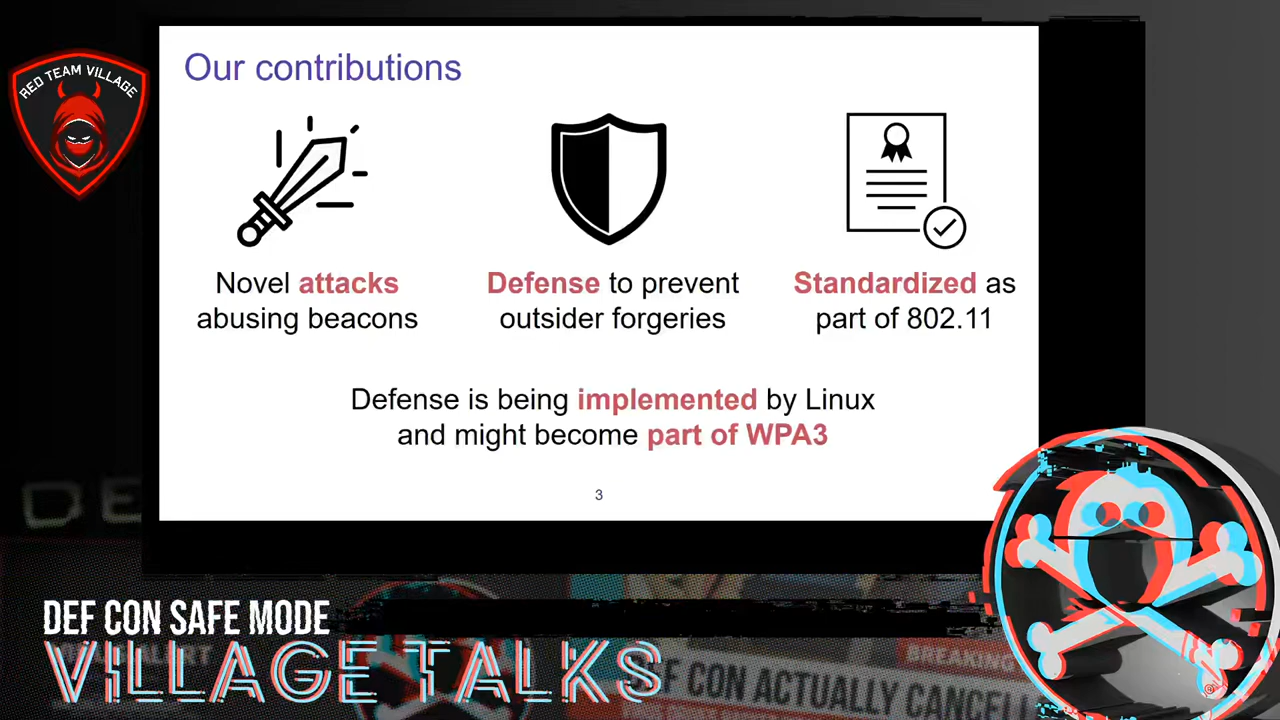 RED TEAM VILLAGE
Our contributions
Novel attacks
abusing beacons
Defense to prevent
outsider forgeries
Standardized as
part of 802.11
Defense is being implemented by Linux
and might become part of WPA3
3
DE
DEF CON SAFE MODE
VILLAGE TALKS
BREAKING
DEF CON ACTUALLY CANCELL